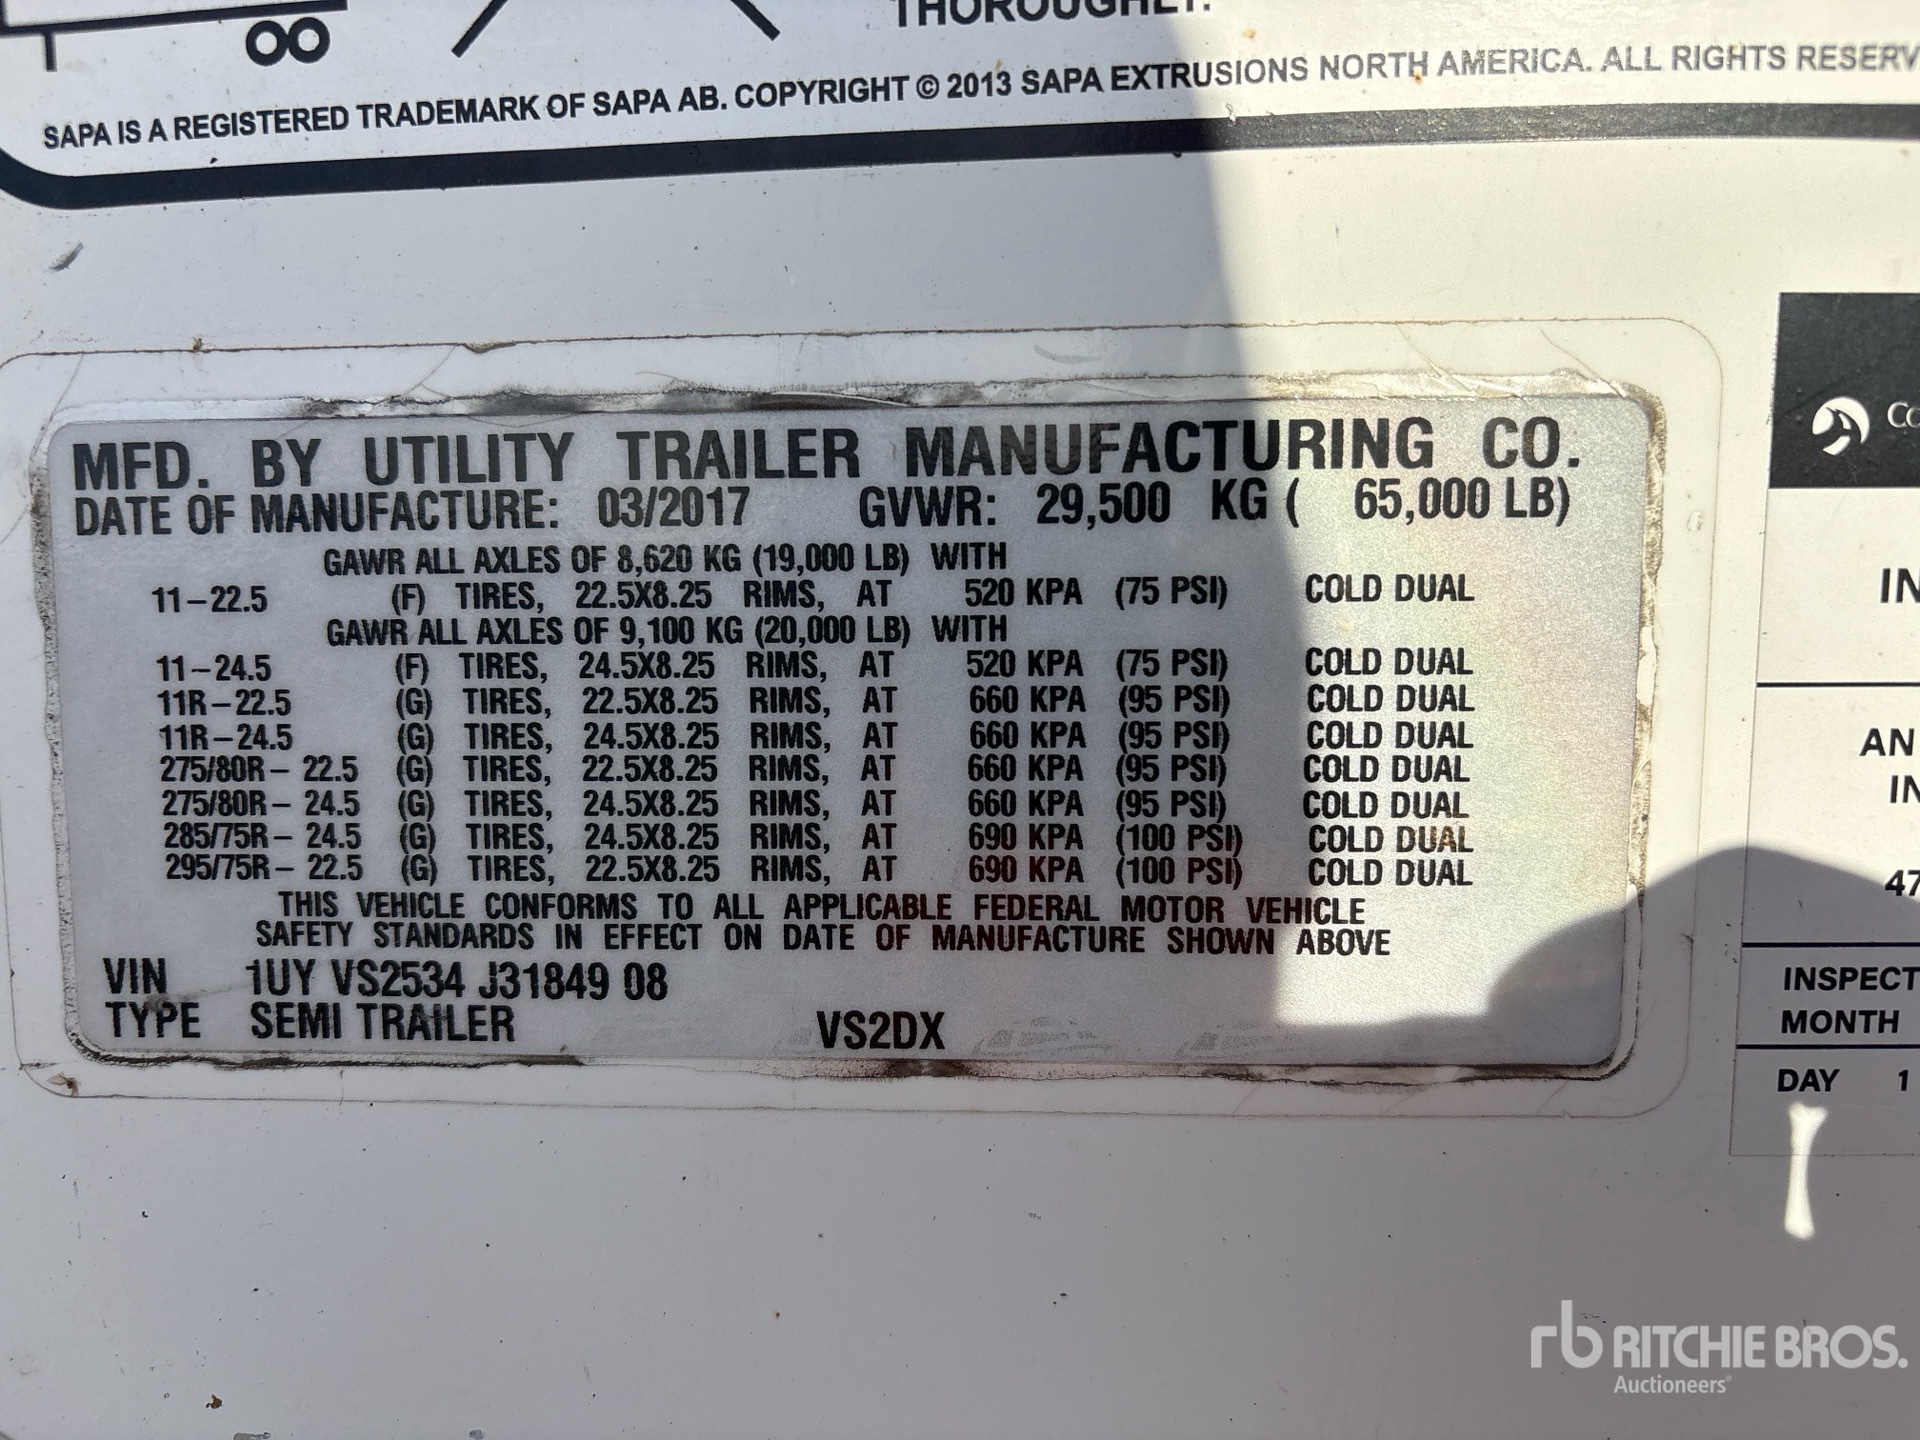 THOROUGHLY.
SAPA IS A REGISTERED TRADEMARK OF SAPA AB. COPYRIGHT © 2013 SAPA EXTRUSIONS NORTH AMERICA. ALL RIGHTS RESERV
MFD. BY UTILITY TRAILER MANUFACTURING CO.
DATE OF MANUFACTURE: 03/2017 GVWR: 29,500 KG ( 65,000 LB)
GAWR ALL AXLES OF 8,620 KG (19,000 LB) WITH
11-22.5 (F) TIRES, 22.5X8.25 RIMS, AT 520 KPA (75 PSI) COLD DUAL
GAWR ALL AXLES OF 9,100 KG (20,000 LB) WITH
11-24.5 (F) TIRES, 24.5X8.25 RIMS, AT 520 KPA (75 PSI) COLD DUAL
11R-22.5 (G) TIRES, 22.5X8.25 RIMS, AT 660 KPA (95 PSI) COLD DUAL
11R-24.5 (G) TIRES, 24.5X8.25 RIMS, AT 660 KPA (95 PSI) COLD DUAL
275/80R- 22.5 (G) TIRES, 22.5X8.25 RIMS, AT 660 KPA (95 PSI) COLD DUAL
275/80R- 24.5 (G) TIRES, 24.5X8.25 RIMS, AT 660 KPA (95 PSI) COLD DUAL
285/75R- 24.5 (G) TIRES, 24.5X8.25 RIMS, AT 690 KPA (100 PSI) COLD DUAL
295/75R- 22.5 (G) TIRES, 22.5X8.25 RIMS, AT 690 KPA (100 PSI) COLD DUAL
THIS VEHICLE CONFORMS TO ALL APPLICABLE FEDERAL MOTOR VEHICLE
SAFETY STANDARDS IN EFFECT ON DATE OF MANUFACTURE SHOWN ABOVE
VIN 1UY VS2534 J31849 08
TYPE SEMI TRAILER VS2DX
Co
IN
AN
IN
47
INSPECT
MONTH
DAY 1
rb RITCHIE BROS.
Auctioneers